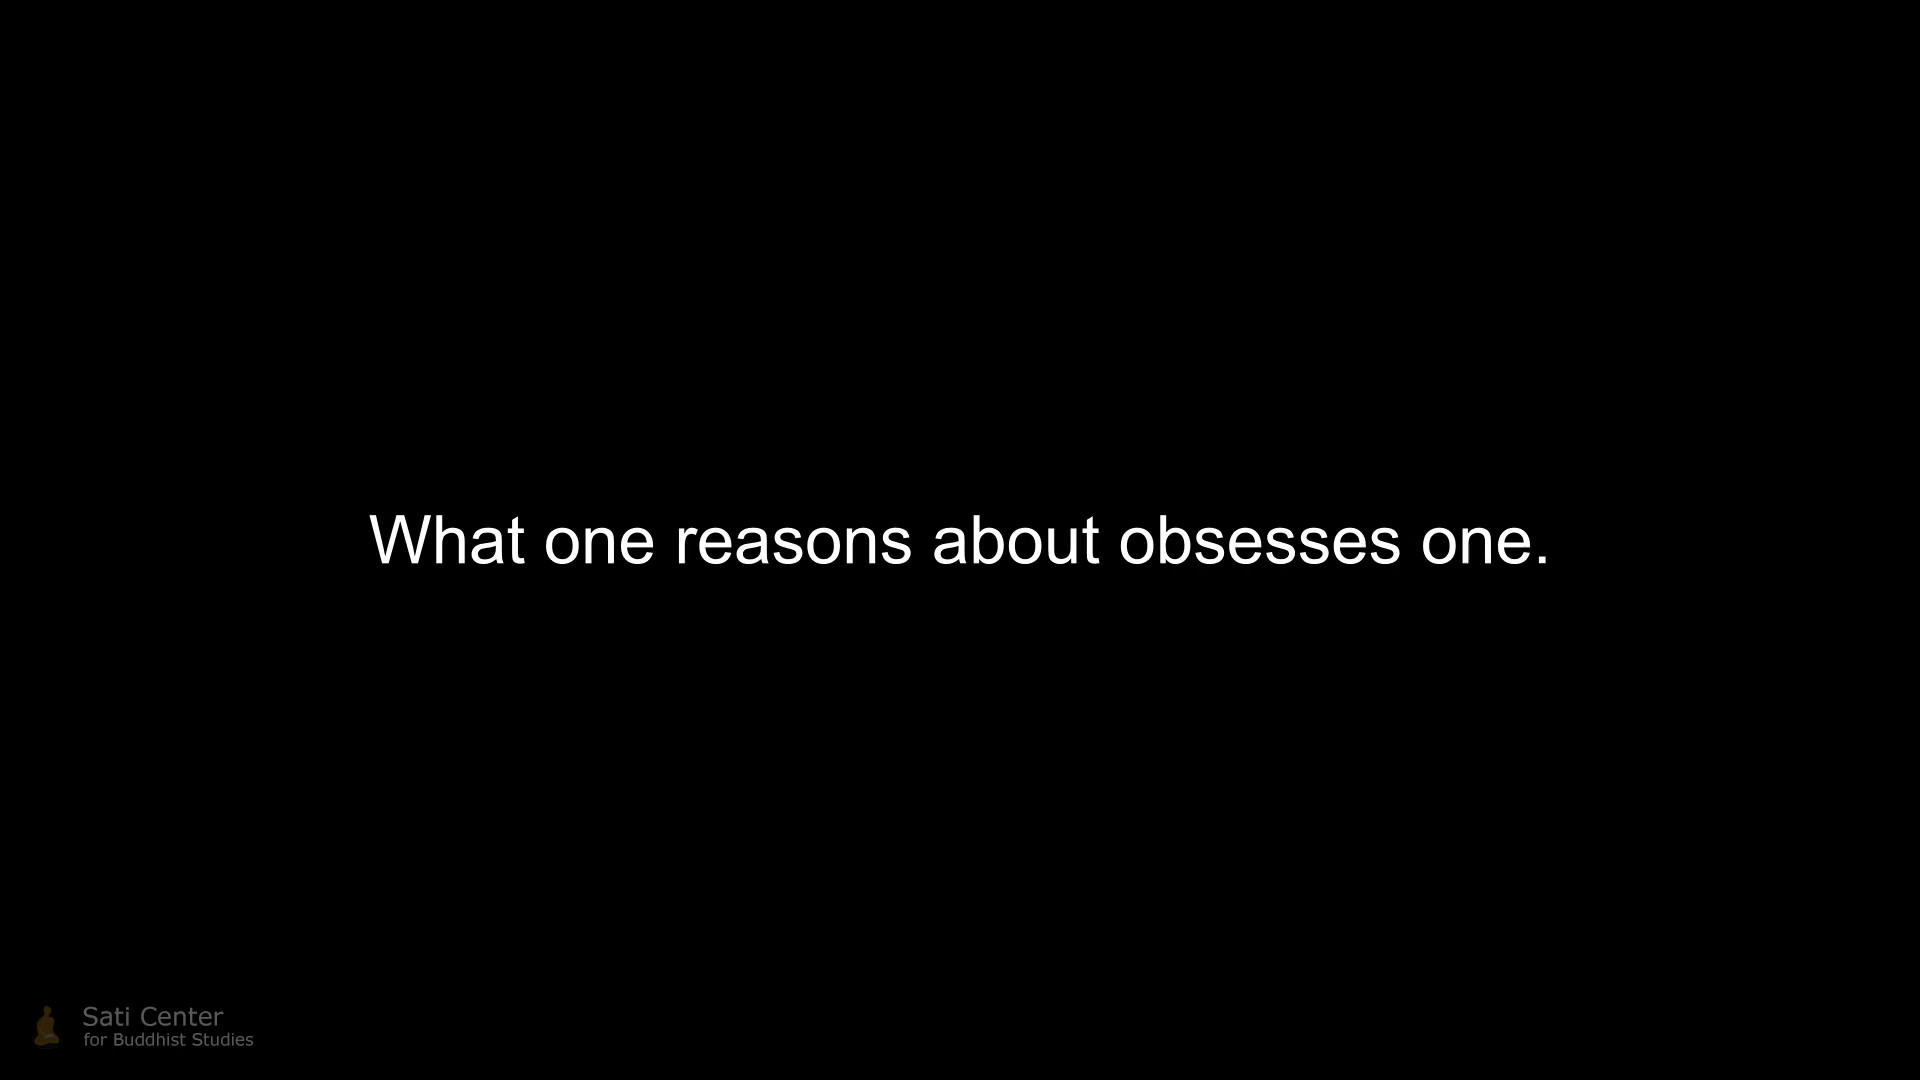 What one reasons about obsesses one.
Sati Center
for Buddhist Studies